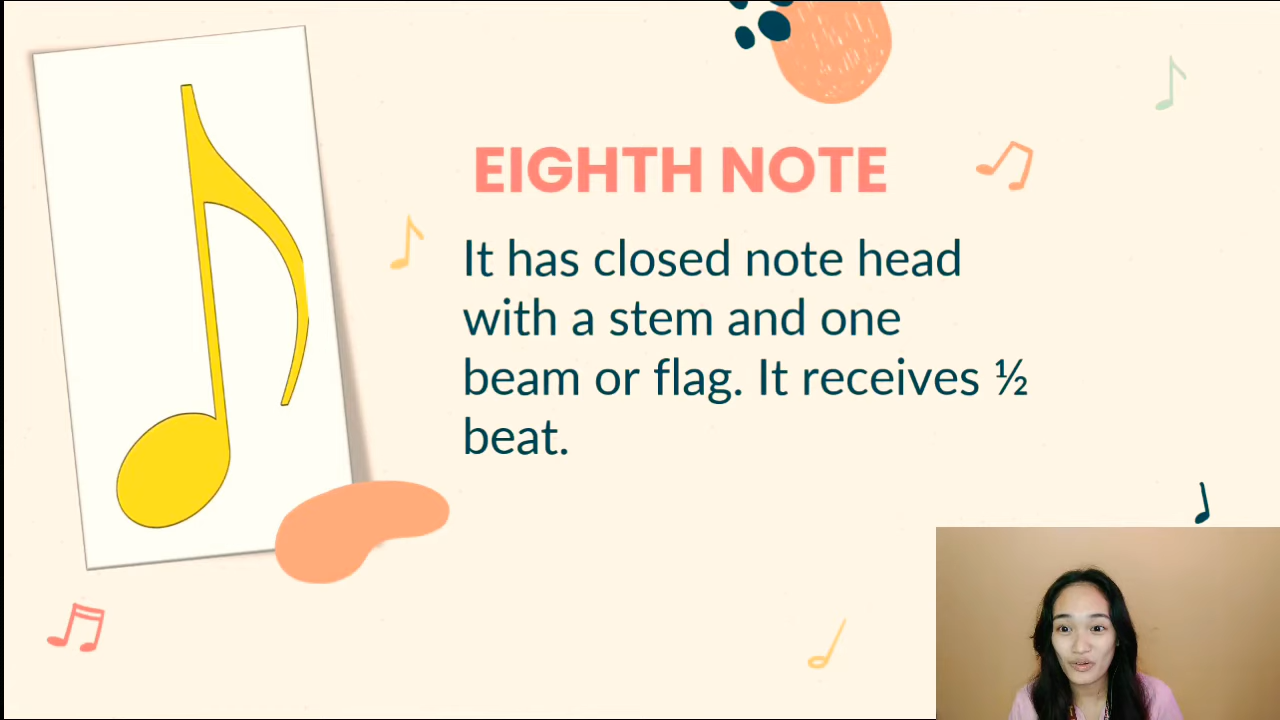 EIGHTH NOTE
It has closed note head
with a stem and one
beam or flag. It receives ½
beat.